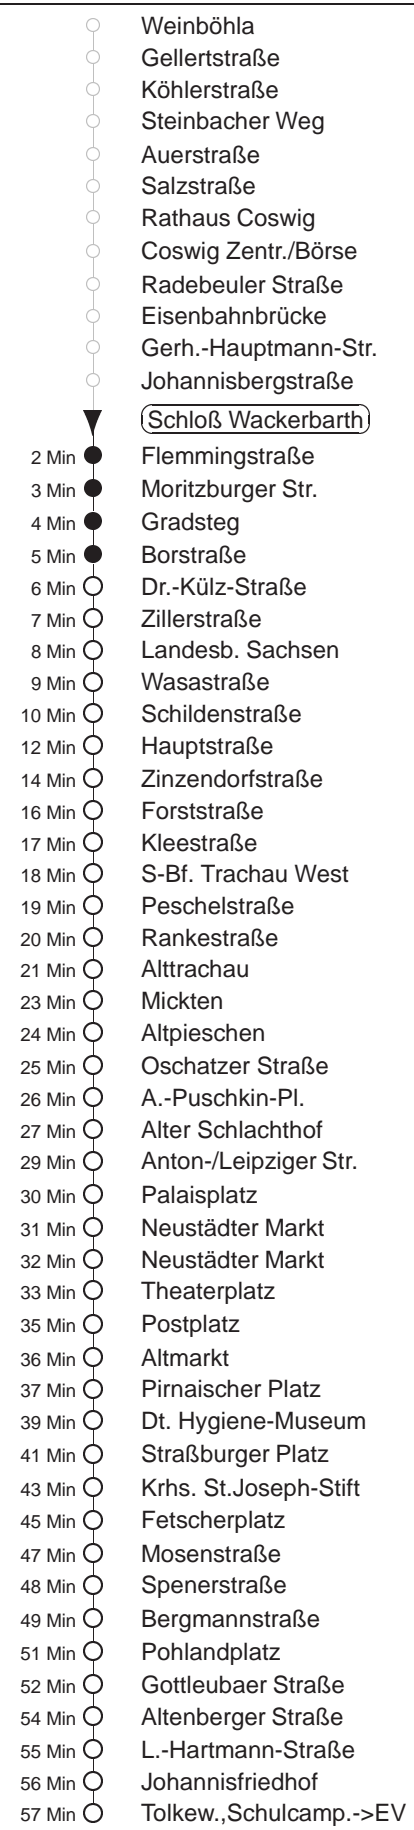 Weinböhla
Gellertstraße
Köhlerstraße
Steinbacher Weg
Auerstraße
Salzstraße
Rathaus Coswig
Coswig Zentr./Börse
Radebeuler Straße
Eisenbahnbrücke
Gerh.-Hauptmann-Str.
Johannisbergstraße
Schloß Wackerbarth
2 Min Flemmingstraße
3 Min Moritzburger Str.
4 Min Gradsteg
5 Min Borstraße
6 Min Dr.-Külz-Straße
7 Min Zillerstraße
8 Min Landesb. Sachsen
9 Min Wasastraße
10 Min Schildenstraße
12 Min Hauptstraße
14 Min Zinzendorfstraße
16 Min Forststraße
17 Min Kleestraße
18 Min S-Bf. Trachau West
19 Min Peschelstraße
20 Min Rankestraße
21 Min Alttrachau
23 Min Mickten
24 Min Altpieschen
25 Min Oschatzer Straße
26 Min A.-Puschkin-Pl.
27 Min Alter Schlachthof
29 Min Anton-/Leipziger Str.
30 Min Palaisplatz
31 Min Neustädter Markt
32 Min Neustädter Markt
33 Min Theaterplatz
35 Min Postplatz
36 Min Altmarkt
37 Min Pirnaischer Platz
39 Min Dt. Hygiene-Museum
41 Min Straßburger Platz
43 Min Krhs. St.Joseph-Stift
45 Min Fetscherplatz
47 Min Mosenstraße
48 Min Spenerstraße
49 Min Bergmannstraße
51 Min Pohlandplatz
52 Min Gottleubaer Straße
54 Min Altenberger Straße
55 Min L.-Hartmann-Straße
56 Min Johannisfriedhof
57 Min Tolkew.,Schulcamp.->EV